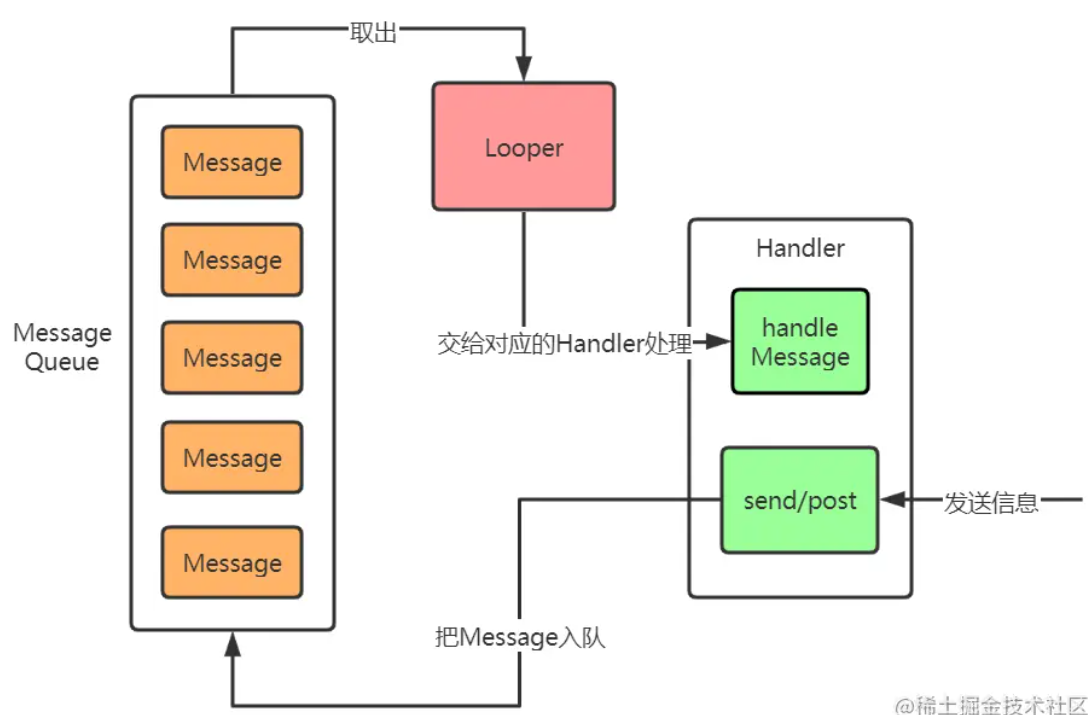 取出
Message
Looper
Message
Handler
Message
Queue
Message
交给对应的Handler处理
handle
Message
Message
send/post
发送信息
Message
把Message入队
@稀土掘金技术社区